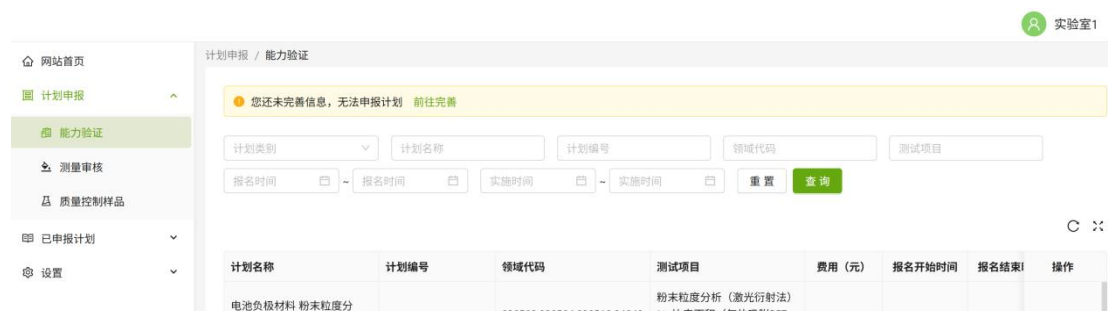 实验室1
网站首页
计划申报 / 能力验证
计划申报
您还未完善信息，无法申报计划 前往完善
能力验证
计划类别 计划名称 计划编号 领域代码 测试项目
测量审核
报名时间 ~ 报名时间 实施时间 ~ 实施时间 重置 查询
质量控制样品
已申报计划
设置
计划名称 计划编号 领域代码 测试项目 费用（元） 报名开始时间 报名结束 操作
粉末粒度分析（激光衍射法）
电池负极材料 粉末粒度分